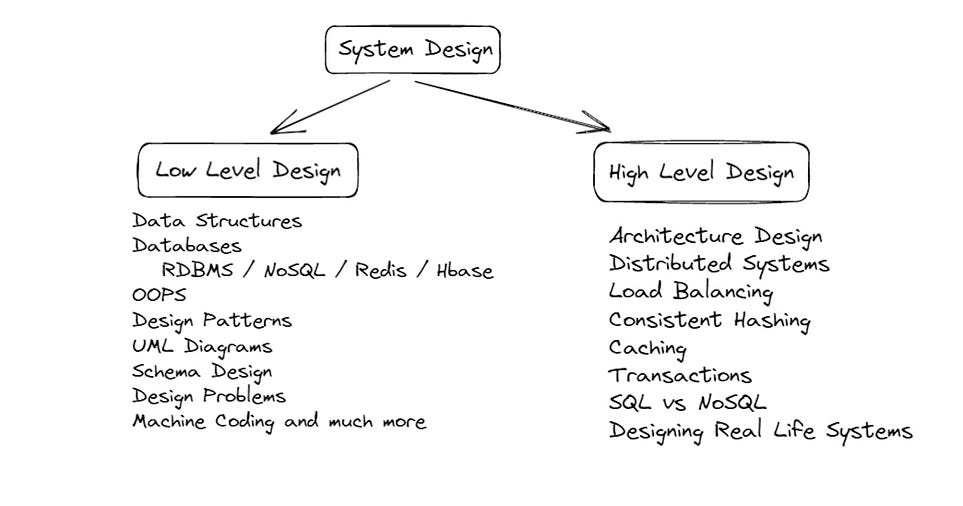 System Design
Low Level Design
Data Structures
Databases
RDBMS / NoSQL / Redis / Hbase
OOPS
Design Patterns
UML Diagrams
Schema Design
Design Problems
Machine Coding and much more
High Level Design
Architecture Design
Distributed Systems
Load Balancing
Consistent Hashing
Caching
Transactions
SQL vs NoSQL
Designing Real Life Systems